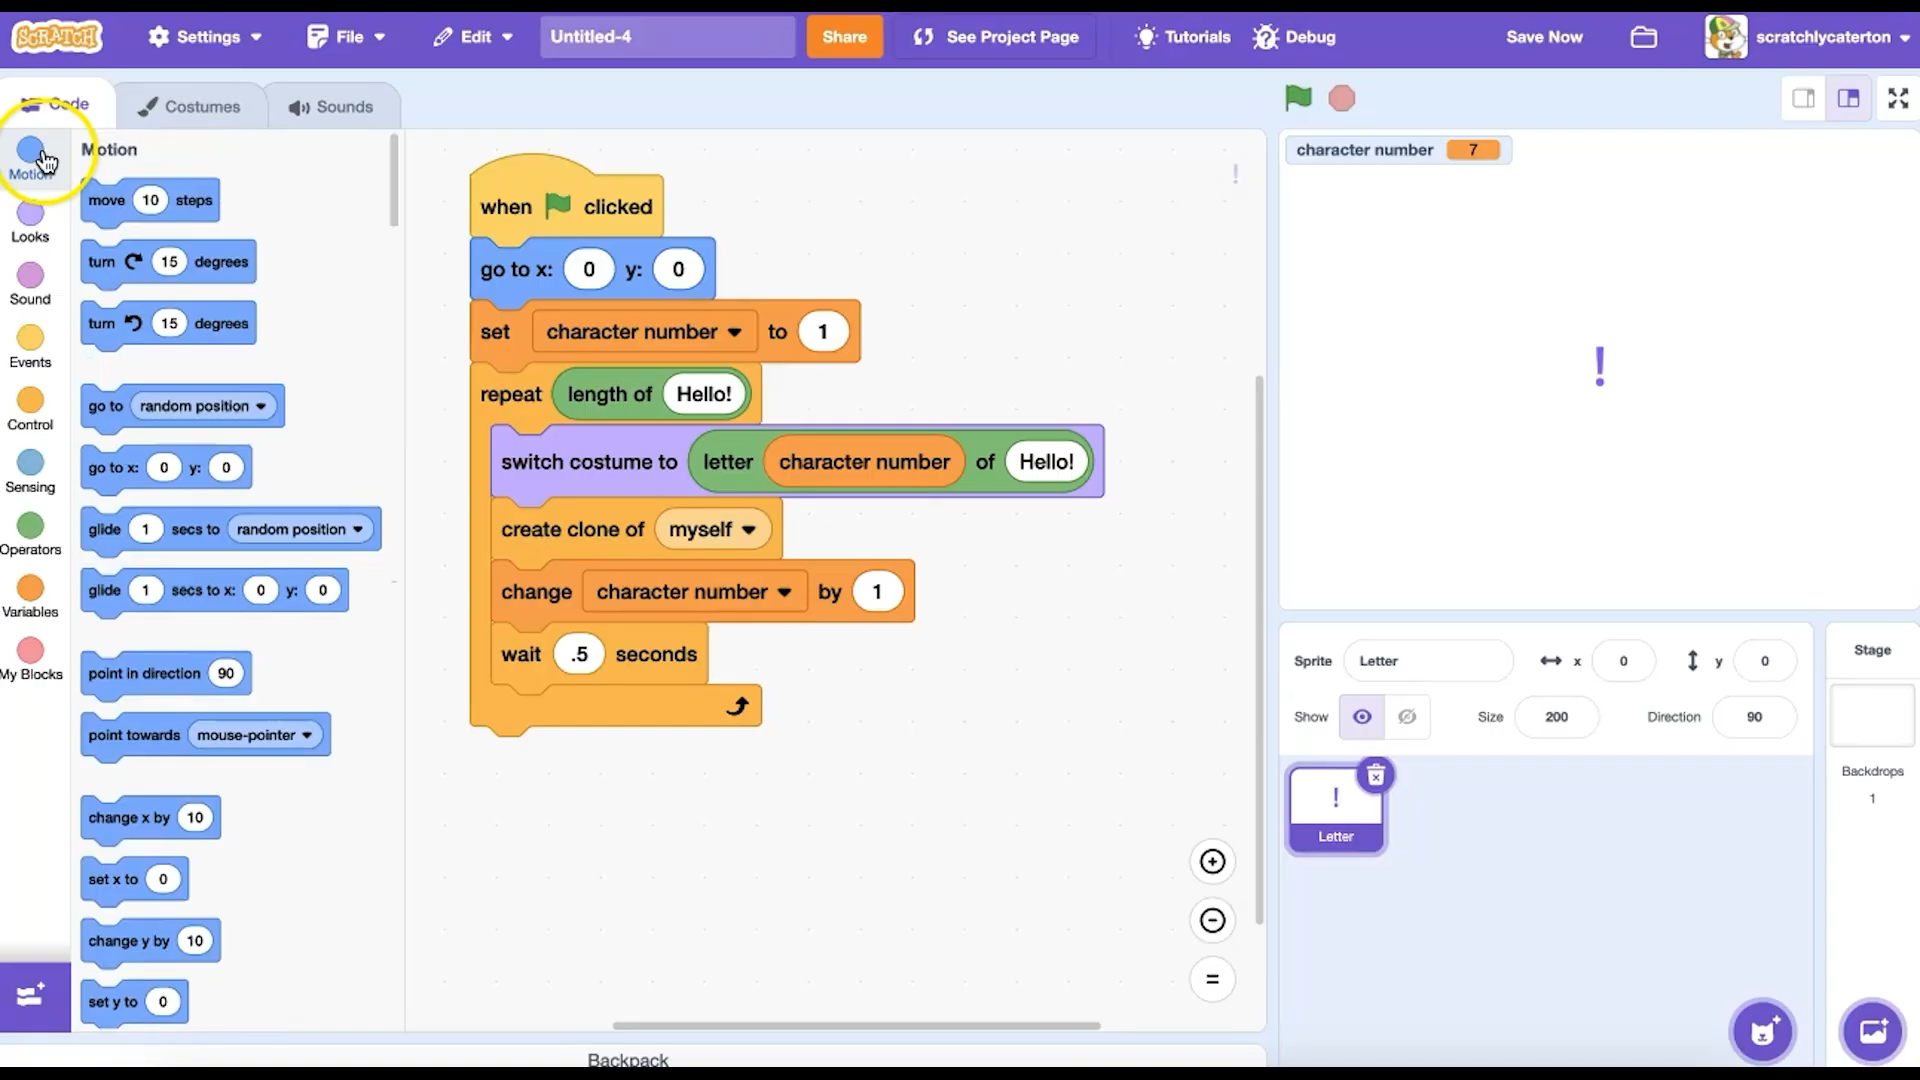 SCRATCH Settings File Edit Untitled-4 Share See Project Page Tutorials Debug Save Now scratchlycaterton
Code Costumes Sounds
Motion
Looks
Sound
Events
Control
Sensing
Operators
Variables
My Blocks
Motion
move 10 steps
turn 15 degrees
turn 15 degrees
go to random position
go to x: 0 y: 0
glide 1 secs to random position
glide 1 secs to x: 0 y: 0
point in direction 90
point towards mouse-pointer
change x by 10
set x to 0
change y by 10
set y to 0
when clicked
go to x: 0 y: 0
set character number to 1
repeat length of Hello!
switch costume to letter character number of Hello!
create clone of myself
change character number by 1
wait .5 seconds
!
Backpack
character number 7
!
Sprite Letter x 0 y 0
Show Size 200 Direction 90
!
Letter
Stage
Backdrops
1